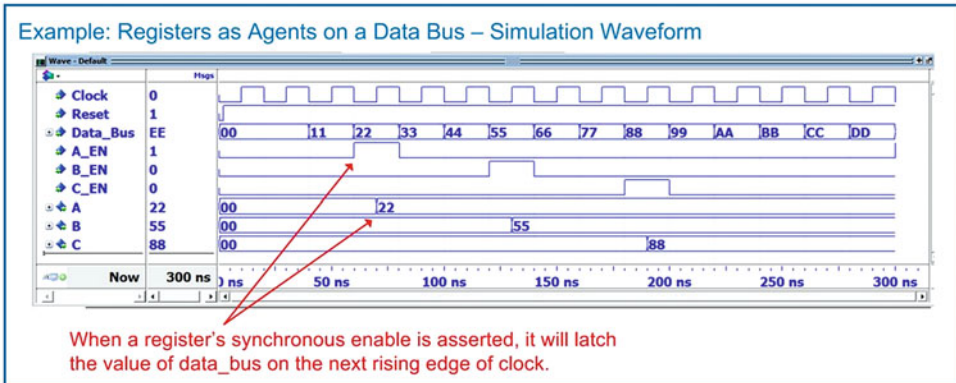 Example: Registers as Agents on a Data Bus – Simulation Waveform
Wave - Default
Msgs
Clock 0
Reset 1
Data_Bus EE 00 11 22 33 44 55 66 77 88 99 AA BB CC DD
A_EN 1
B_EN 0
C_EN 0
A 22 00 22
B 55 00 55
C 88 00 88
Now 300 ns ns 50 ns 100 ns 150 ns 200 ns 250 ns 300 ns
When a register's synchronous enable is asserted, it will latch
the value of data_bus on the next rising edge of clock.